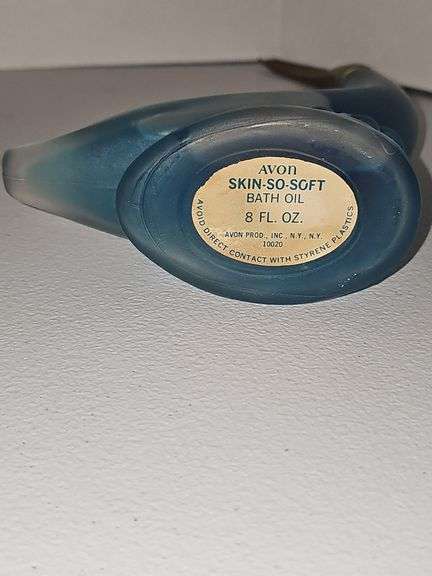 AVON
SKIN-SO-SOFT
BATH OIL
8 FL. OZ.
AVON PROD., INC., N.Y., N.Y.
10020
AVOID DIRECT CONTACT WITH STYRENE PLASTICS